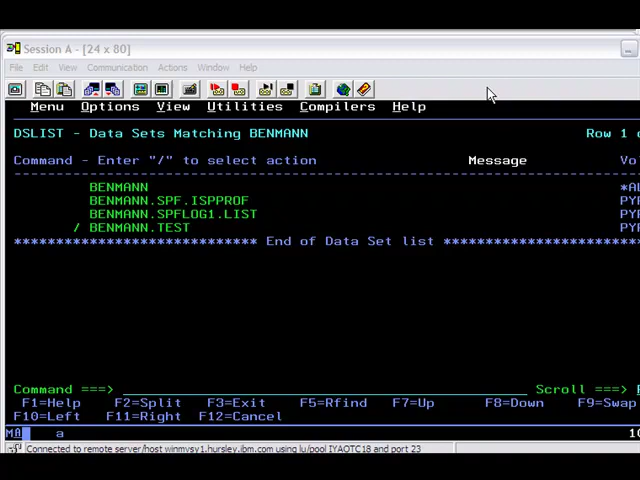 Session A - [24 x 80]
File Edit View Communication Actions Window Help
Menu Options View Utilities Compilers Help
DSLIST - Data Sets Matching BENMANN Row 1
Command - Enter "/" to select action Message
BENMANN
BENMANN.SPF.ISPPROF
BENMANN.SPFLOG1.LIST
/ BENMANN.TEST
***************************** End of Data Set list *************************
Command ===> Scroll ===>
F1=Help F2=Split F3=Exit F5=Rfind F7=Up F8=Down F9=Swap
F10=Left F11=Right F12=Cancel
MA a
Connected to remote server/host winmvsy1.hursley.ibm.com using lu/pool IYAOTC18 and port 23